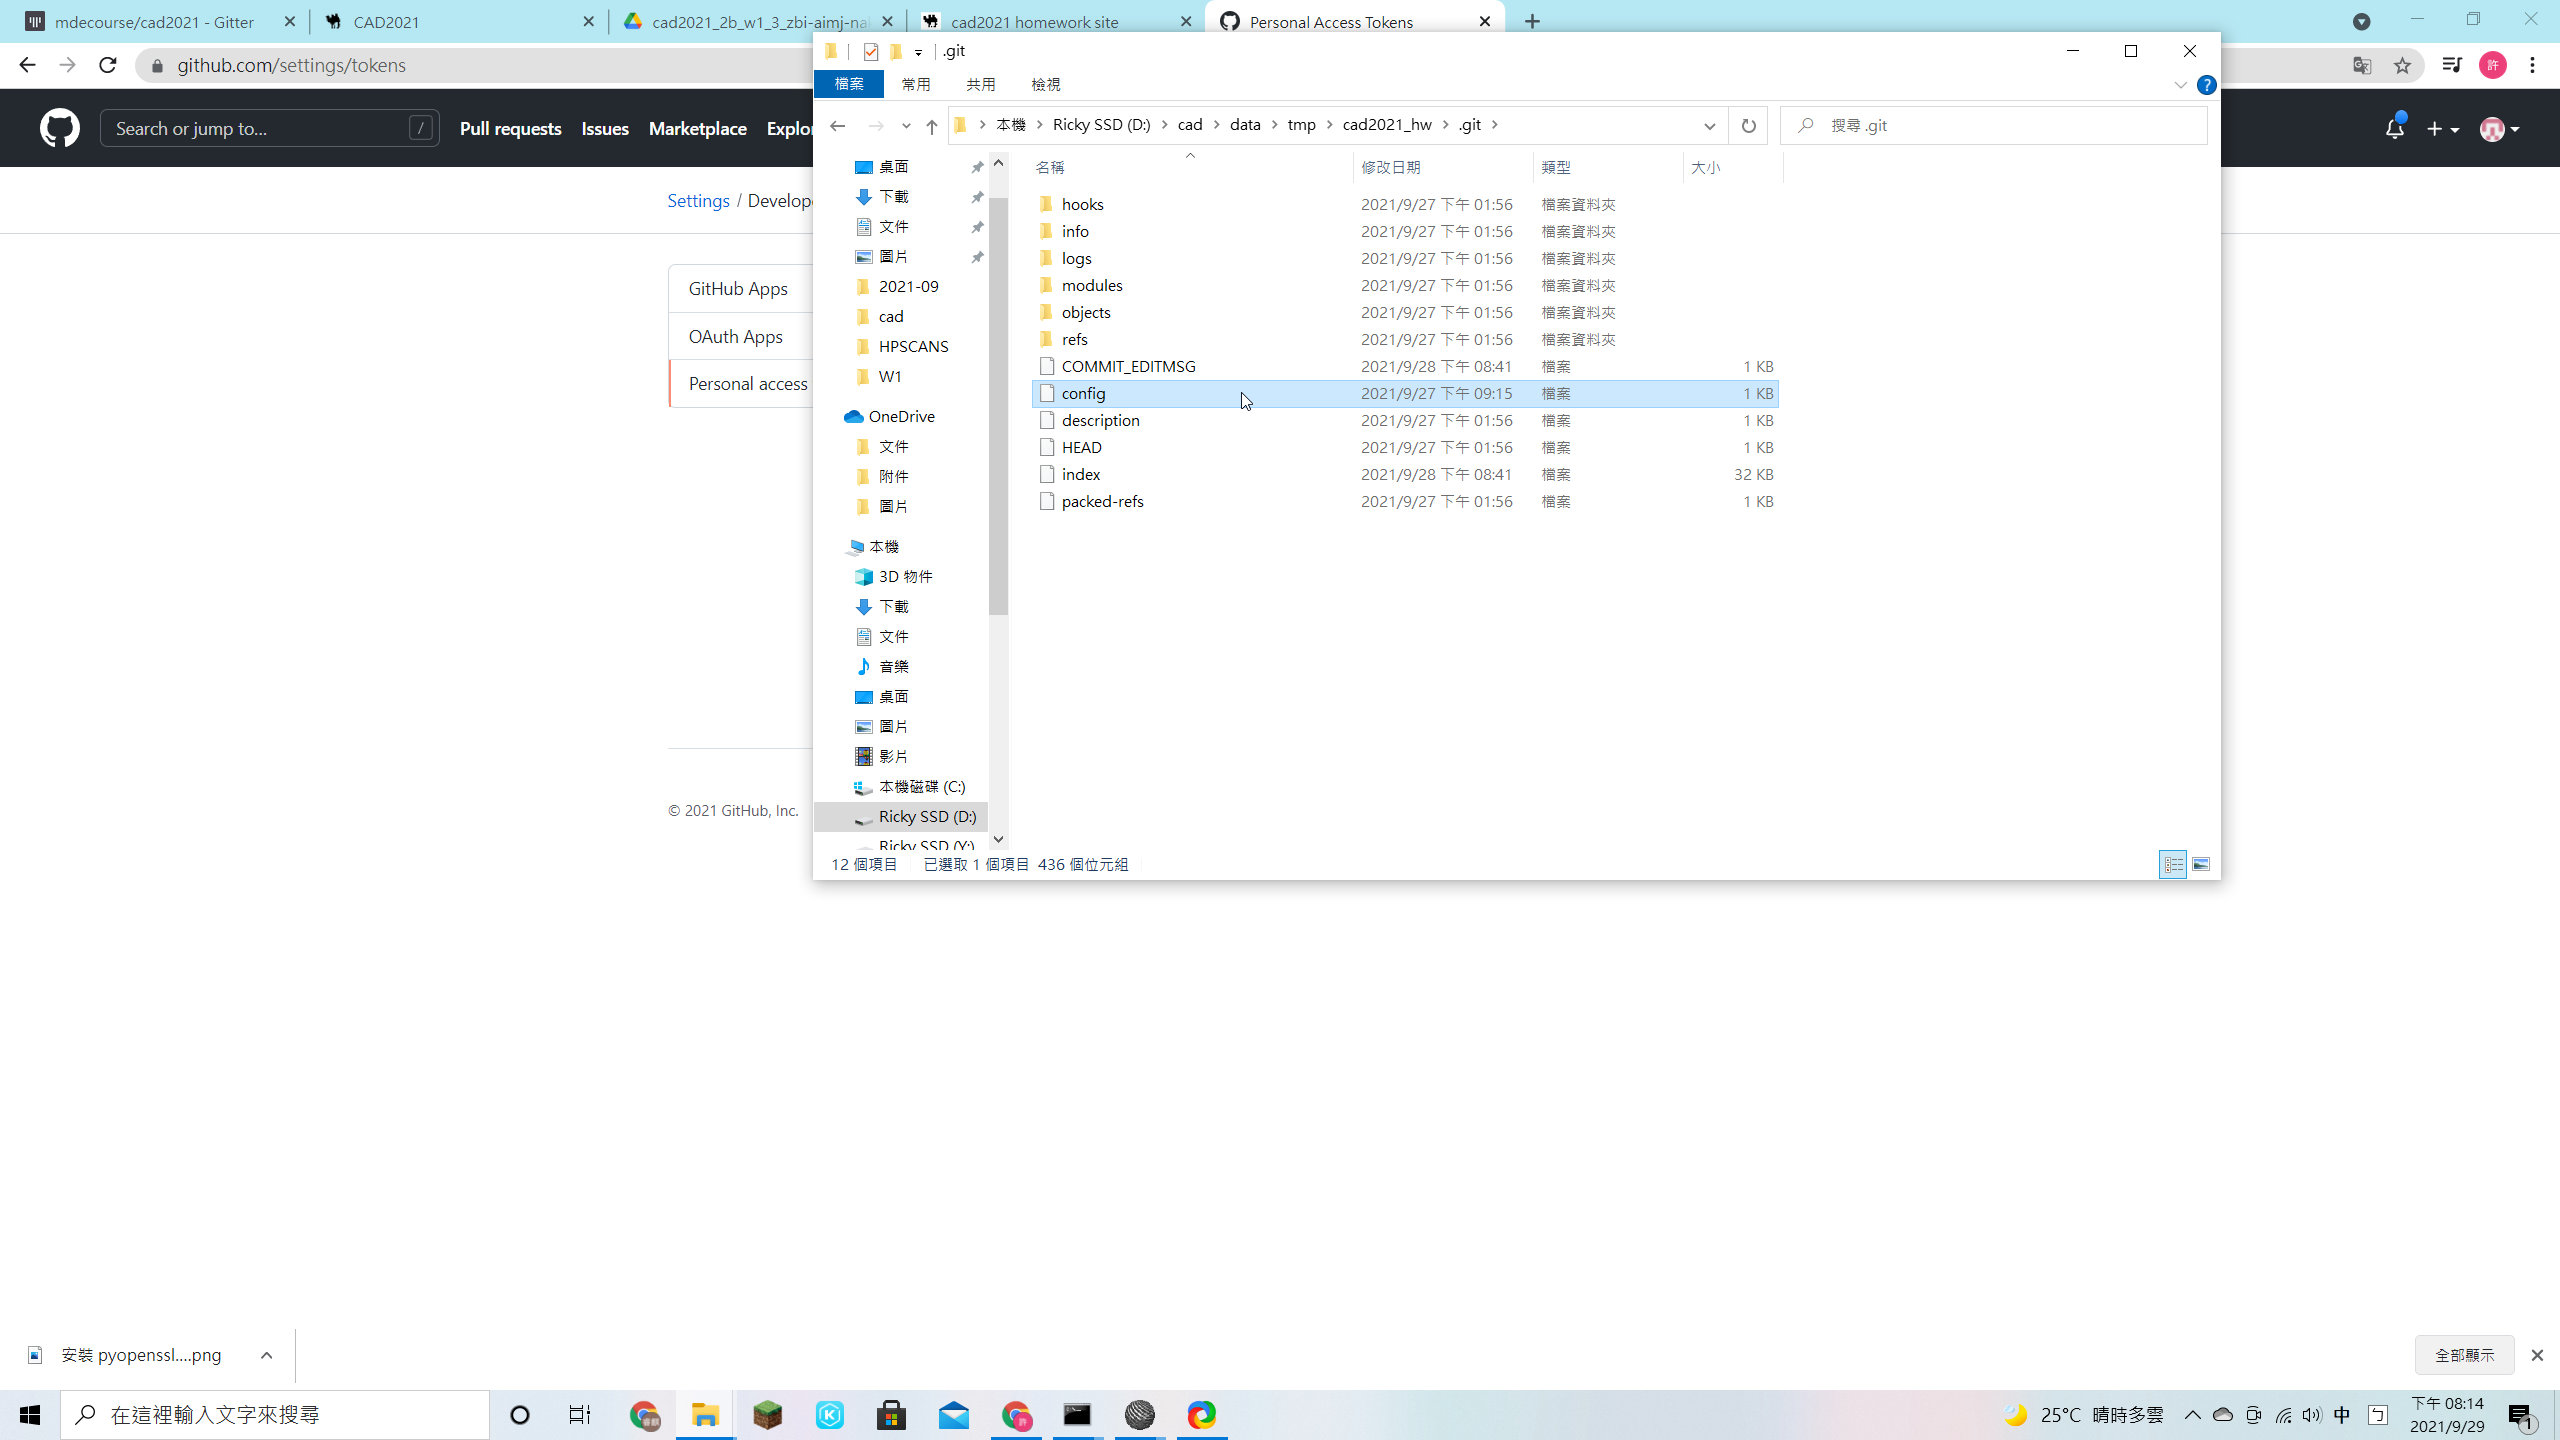 mdecourse/cad2021 - Gitter
CAD2021
cad2021_2b_w1_3_zbi-aimj-na
cad2021 homework site
Personal Access Tokens
github.com/settings/tokens
許
Search or jump to...
/
Pull requests
Issues
Marketplace
Explo
Settings / Develop
GitHub Apps
OAuth Apps
Personal access
© 2021 GitHub, Inc.
.git
檔案
常用
共用
檢視
本機
Ricky SSD (D:)
cad
data
tmp
cad2021_hw
.git
搜尋 .git
桌面
下載
文件
圖片
2021-09
cad
HPSCANS
W1
OneDrive
文件
附件
圖片
本機
3D 物件
下載
文件
音樂
桌面
圖片
影片
本機磁碟 (C:)
Ricky SSD (D:)
Ricky SSD (Y:)
名稱 修改日期 類型 大小
hooks 2021/9/27 下午 01:56 檔案資料夾
info 2021/9/27 下午 01:56 檔案資料夾
logs 2021/9/27 下午 01:56 檔案資料夾
modules 2021/9/27 下午 01:56 檔案資料夾
objects 2021/9/27 下午 01:56 檔案資料夾
refs 2021/9/27 下午 01:56 檔案資料夾
COMMIT_EDITMSG 2021/9/28 下午 08:41 檔案 1 KB
config 2021/9/27 下午 09:15 檔案 1 KB
description 2021/9/27 下午 01:56 檔案 1 KB
HEAD 2021/9/27 下午 01:56 檔案 1 KB
index 2021/9/28 下午 08:41 檔案 32 KB
packed-refs 2021/9/27 下午 01:56 檔案 1 KB
12 個項目 已選取 1 個項目 436 個位元組
安裝 pyopenssl....png
全部顯示
在這裡輸入文字來搜尋
25°C 晴時多雲
中
ㄅ
下午 08:14
2021/9/29
1